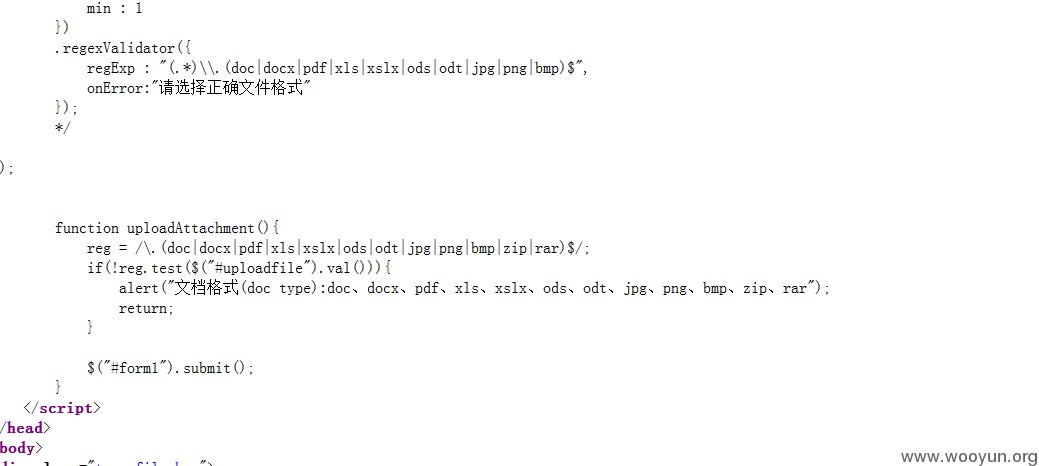 min : 1
})
.regexValidator({
regExp : "(.*)\\.(doc|docx|pdf|xls|xslx|ods|odt|jpg|png|bmp)$",
onError:"请选择正确文件格式"
});
*/
);
function uploadAttachment(){
reg = /\.(doc|docx|pdf|xls|xslx|ods|odt|jpg|png|bmp|zip|rar)$/;
if(!reg.test($("#uploadfile").val())){
alert("文档格式(doc type):doc、docx、pdf、xls、xslx、ods、odt、jpg、png、bmp、zip、rar");
return;
}
$("#form1").submit();
}
</script>
/head>
body>
www.wooyun.org